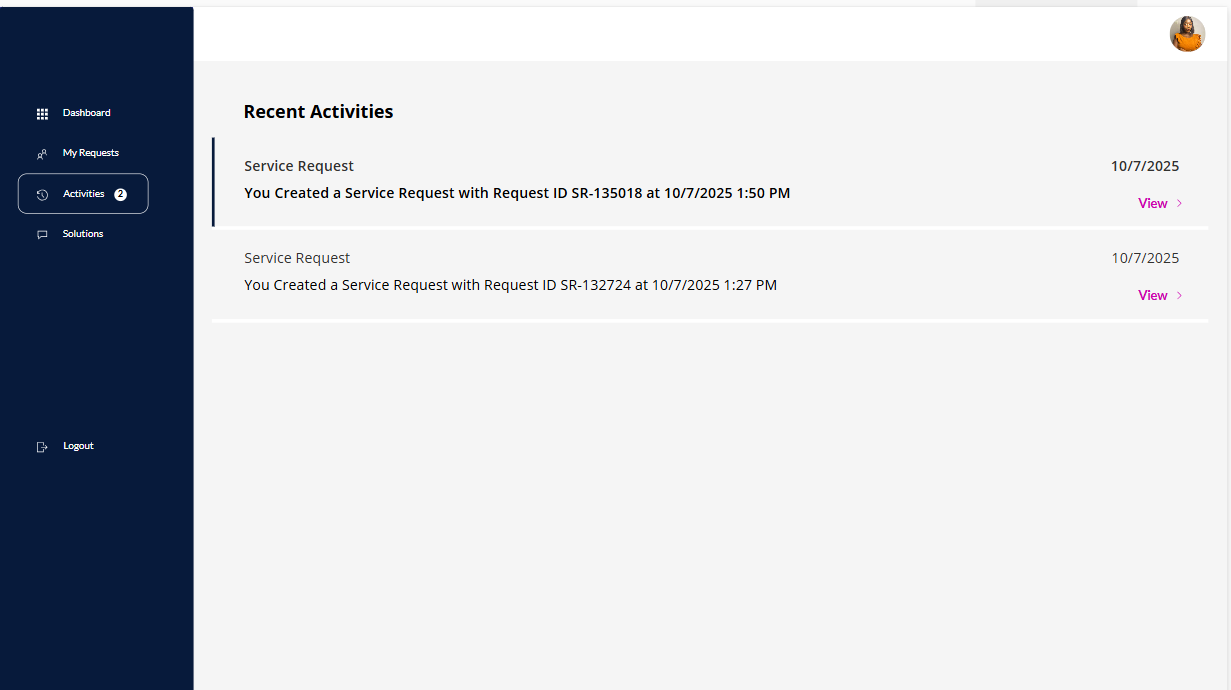 Dashboard
My Requests
Activities 2
Solutions
Logout
Recent Activities
Service Request 10/7/2025
You Created a Service Request with Request ID SR-135018 at 10/7/2025 1:50 PM
View
Service Request 10/7/2025
You Created a Service Request with Request ID SR-132724 at 10/7/2025 1:27 PM
View